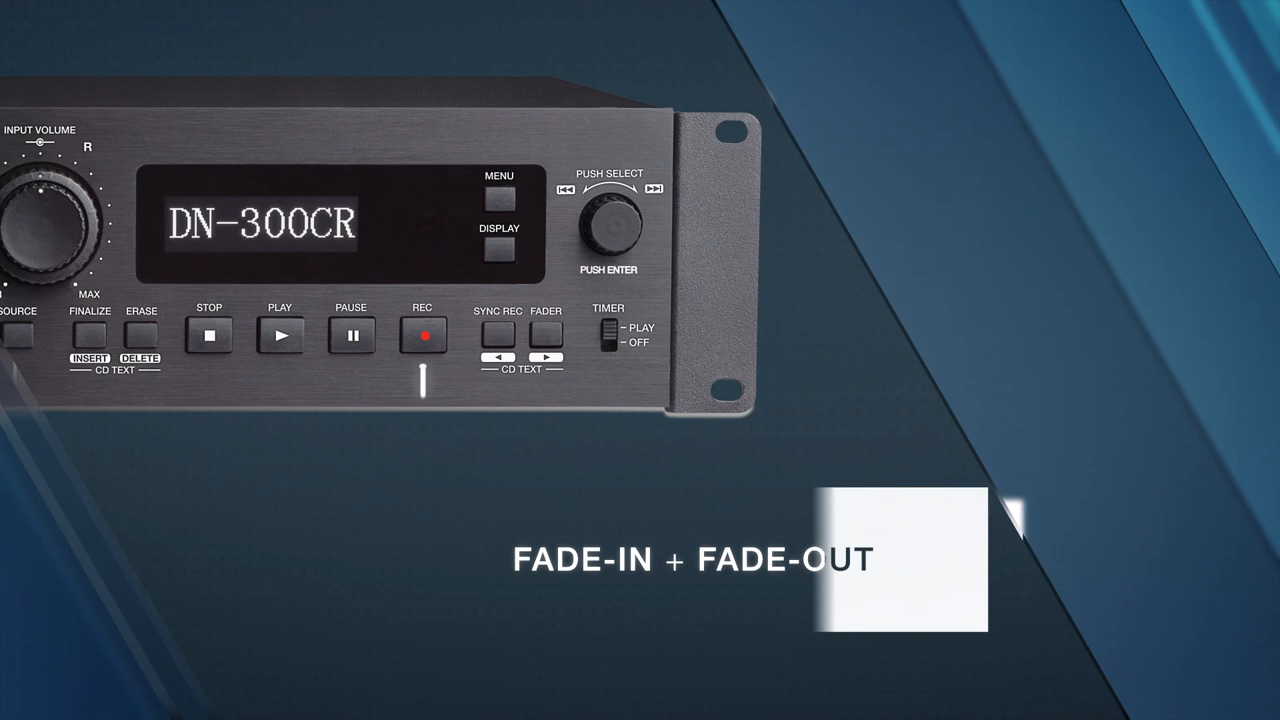 INPUT VOLUME
R
MAX
MENU
DISPLAY
DN-300CR
PUSH SELECT
PUSH ENTER
FINALIZE
ERASE
STOP
PLAY
PAUSE
REC
SYNC REC
FADER
TIMER
PLAY
OFF
INSERT
DELETE
CD TEXT
CD TEXT
FADE-IN + FADE-OUT